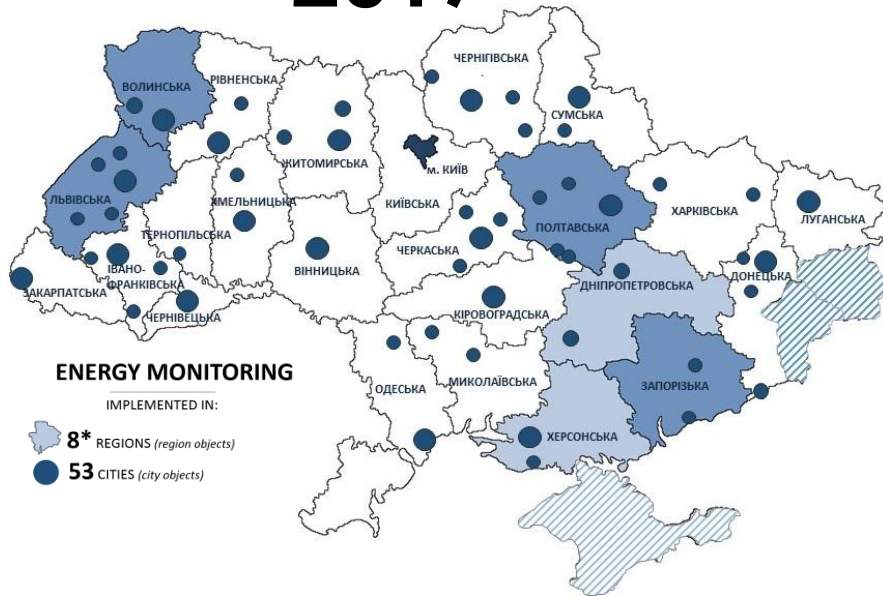 2017
ЧЕРНІГІВСЬКА
ВОЛИНСЬКА
РІВНЕНСЬКА
СУМСЬКА
ЖИТОМИРСЬКА
м. КИЇВ
КИЇВСЬКА
ЛЬВІВСЬКА
ХМЕЛЬНИЦЬКА
ПОЛТАВСЬКА
ХАРКІВСЬКА
ЛУГАНСЬКА
ТЕРНОПІЛЬСЬКА
ЧЕРКАСЬКА
ВІННИЦЬКА
ІВАНО-
ФРАНКІВСЬКА
ДОНЕЦЬКА
ДНІПРОПЕТРОВСЬКА
ЗАКАРПАТСЬКА
КІРОВОГРАДСЬКА
ЧЕРНІВЕЦЬКА
ENERGY MONITORING
ОДЕСЬКА
МИКОЛАЇВСЬКА
ЗАПОРІЗЬКА
IMPLEMENTED IN:
ХЕРСОНСЬКА
8* REGIONS (region objects)
53 CITIES (city objects)